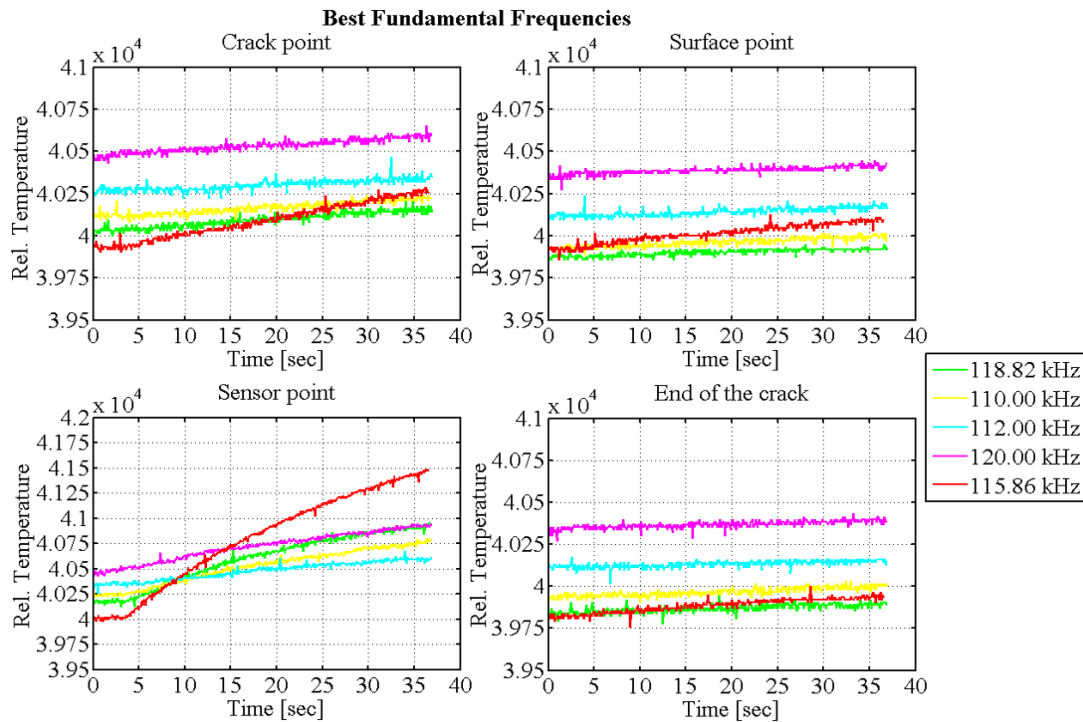 Best Fundamental Frequencies
Crack point
x 10^4
4.1
4.075
4.05
4.025
4
3.975
3.95
Rel. Temperature
0 5 10 15 20 25 30 35 40
Time [sec]
Surface point
x 10^4
4.1
4.075
4.05
4.025
4
3.975
3.95
Rel. Temperature
0 5 10 15 20 25 30 35 40
Time [sec]
Sensor point
x 10^4
4.2
4.175
4.15
4.125
4.1
4.075
4.05
4.025
4
3.975
3.95
Rel. Temperature
0 5 10 15 20 25 30 35 40
Time [sec]
End of the crack
x 10^4
4.1
4.075
4.05
4.025
4
3.975
3.95
Rel. Temperature
0 5 10 15 20 25 30 35 40
Time [sec]
118.82 kHz
110.00 kHz
112.00 kHz
120.00 kHz
115.86 kHz